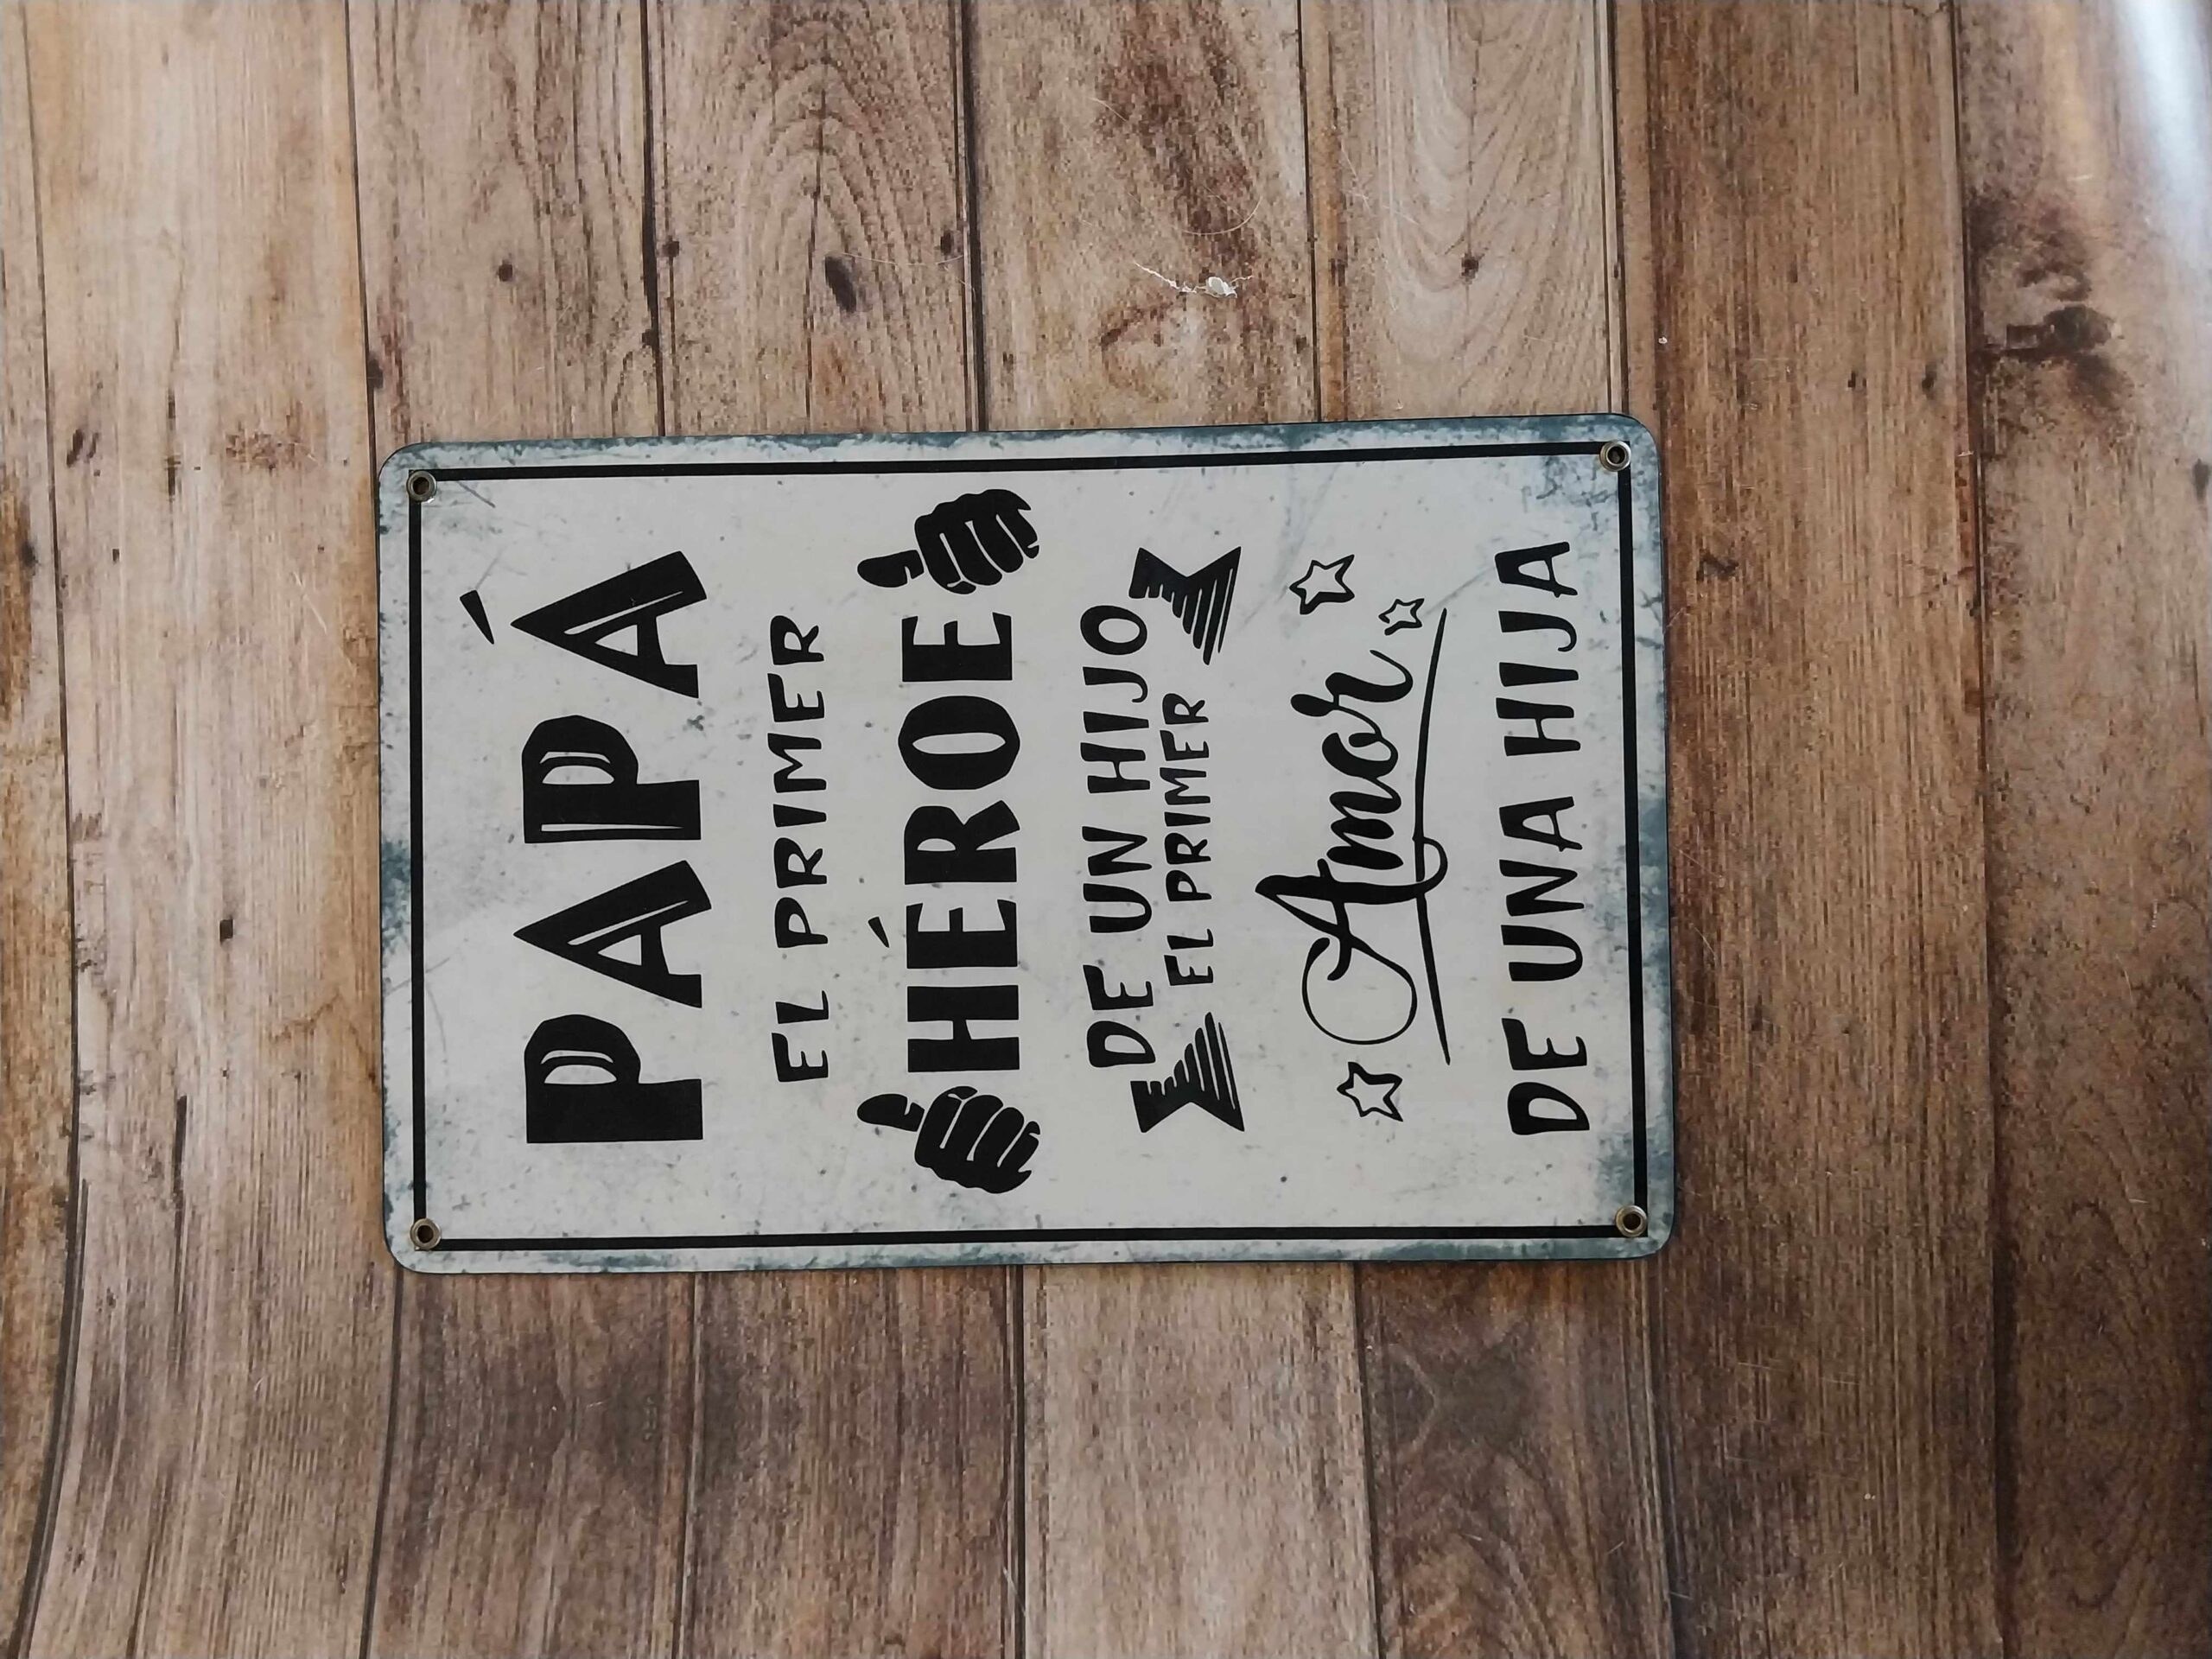 PAPÁ
EL PRIMER
HÉROE
DE UN HIJO
EL PRIMER
Amor
DE UNA HIJA